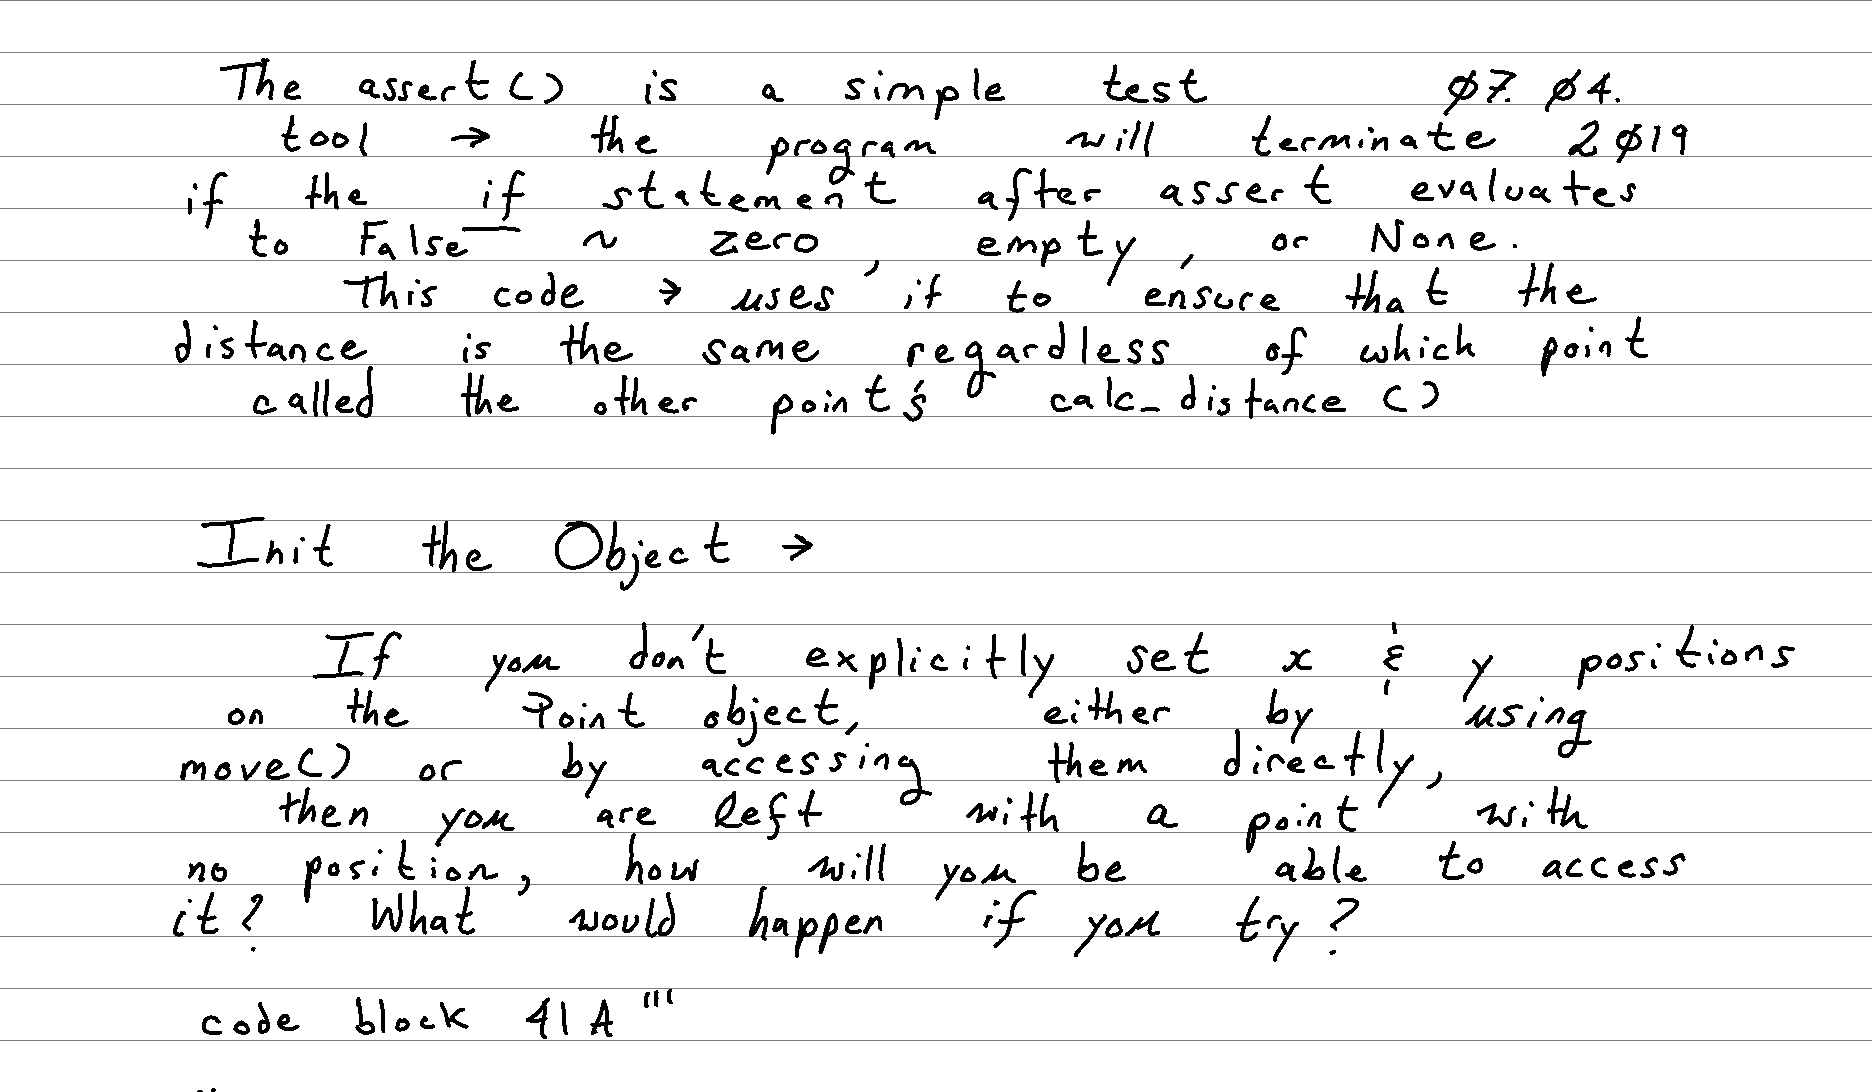 The assert() is a simple test 07. 04.
tool → the program will terminate 2019
if the if statement after assert evaluates
to False ~ zero, empty, or None.
This code → uses it to ensure that the
distance is the same regardless of which point
called the other point's calc_distance()
Init the Object →
If you don't explicitly set x & y positions
on the Point object, either by using
move() or by accessing them directly,
then you are left with a point with
no position, how will you be able to access
it? What would happen if you try?
code block 41A '''